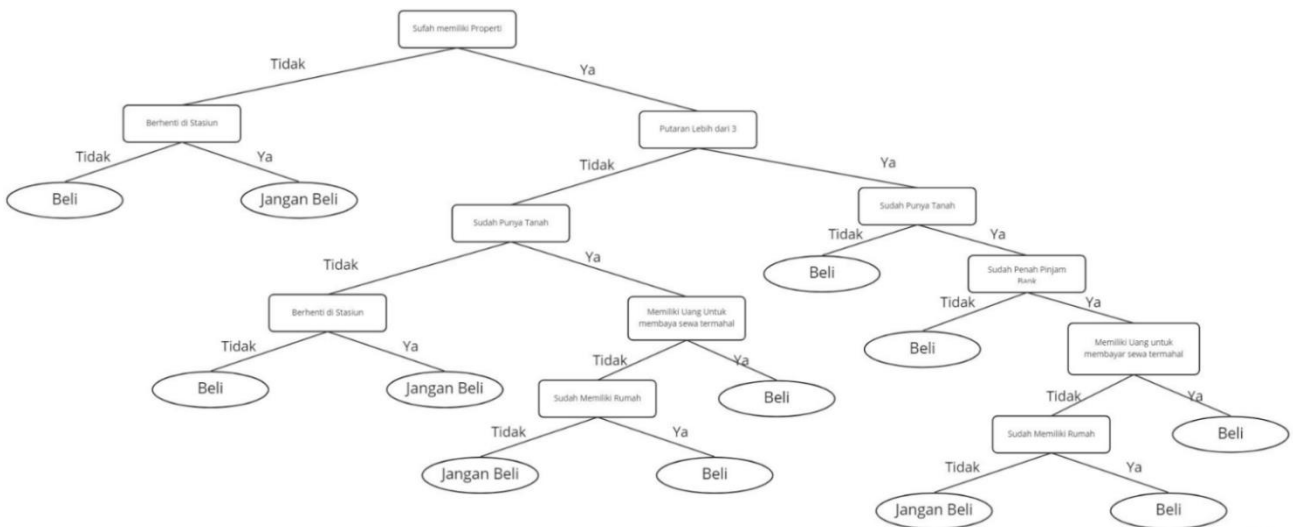 Sufah memiliki Properti
Tidak
Ya
Berhenti di Stasiun
Putaran Lebih dari 3
Tidak
Ya
Tidak
Ya
Beli
Jangan Beli
Sudah Punya Tanah
Sudah Punya Tanah
Tidak
Ya
Tidak
Ya
Beli
Sudah Penah Pinjam
Bank
Berhenti di Stasiun
Memiliki Uang Untuk
membaya sewa termahal
Tidak
Ya
Tidak
Ya
Tidak
Ya
Beli
Memiliki Uang untuk
membayar sewa termahal
Beli
Jangan Beli
Sudah Memiliki Rumah
Beli
Tidak
Ya
Tidak
Ya
Sudah Memiliki Rumah
Beli
Jangan Beli
Beli
Tidak
Ya
Jangan Beli
Beli